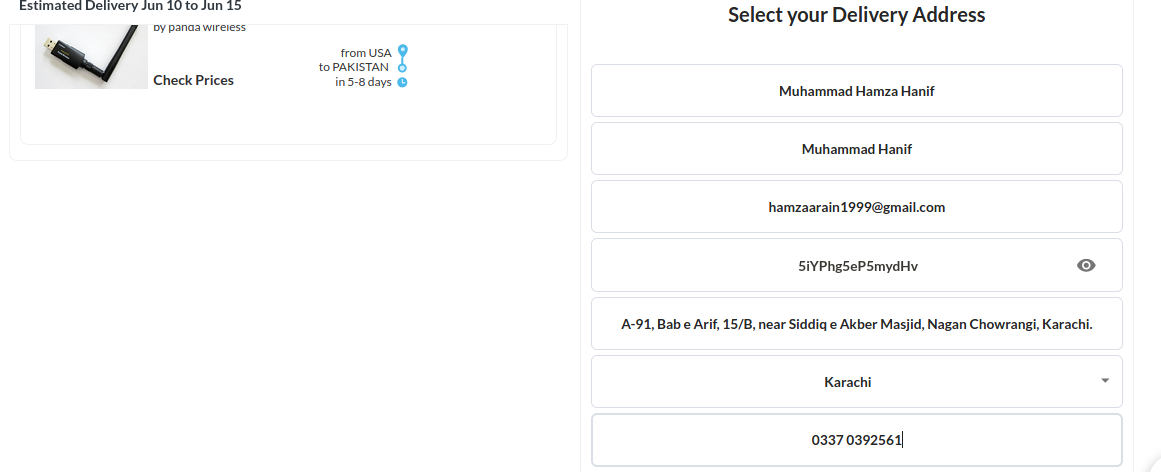 Estimated Delivery Jun 10 to Jun 15
by panda wireless
Check Prices
from USA
to PAKISTAN
in 5-8 days
Select your Delivery Address
Muhammad Hamza Hanif
Muhammad Hanif
hamzaarain1999@gmail.com
5iYPhg5eP5mydHv
A-91, Bab e Arif, 15/B, near Siddiq e Akber Masjid, Nagan Chowrangi, Karachi.
Karachi
0337 0392561